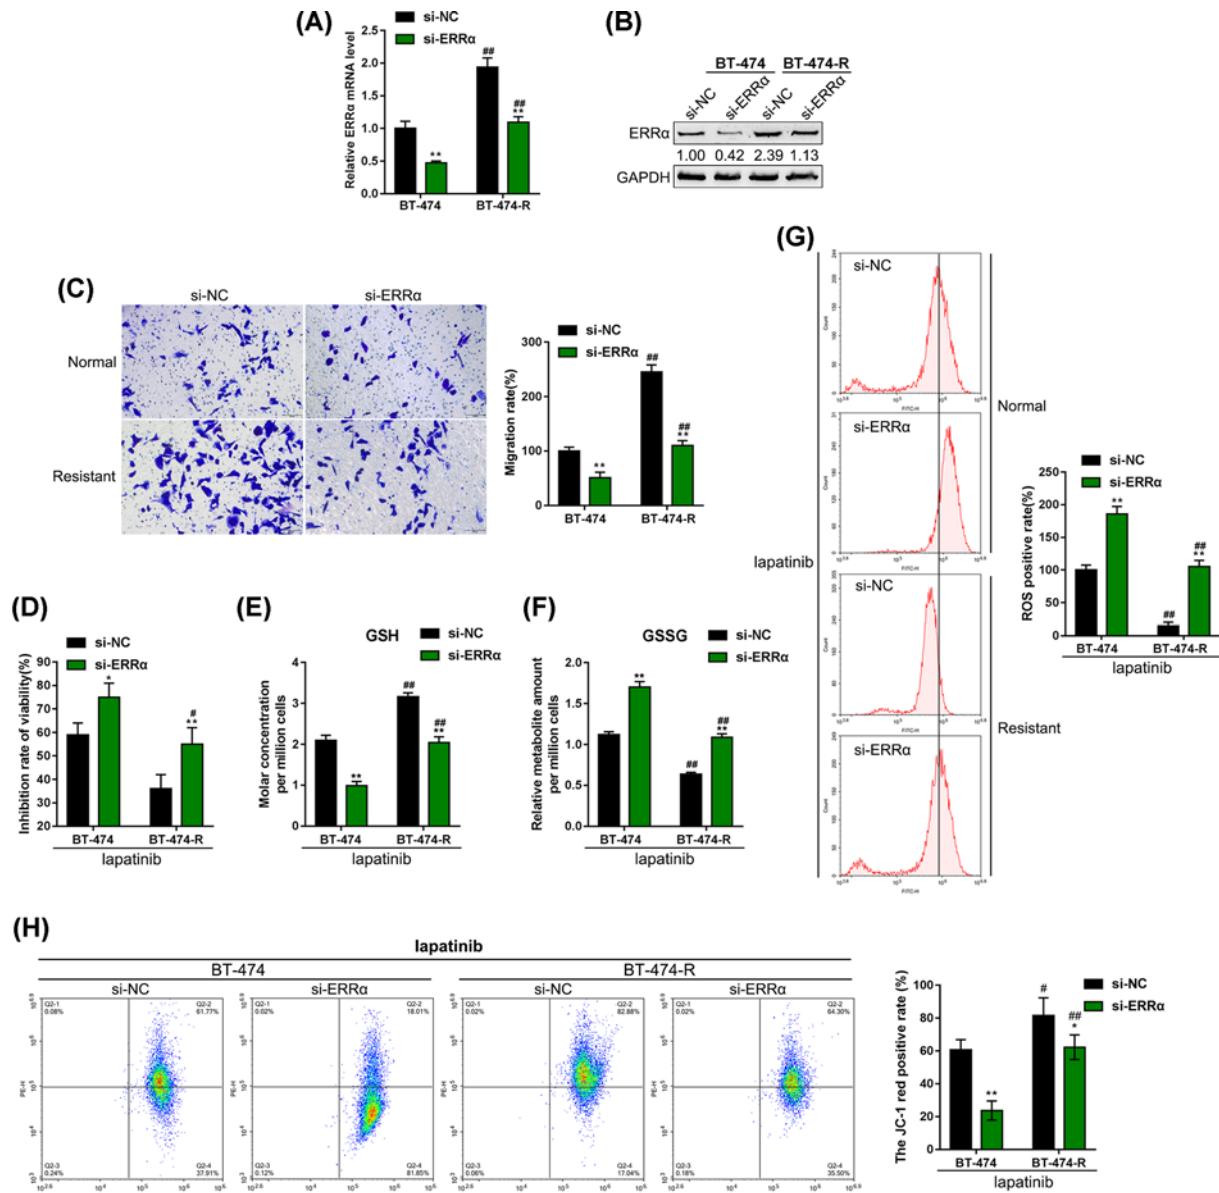 (A)
si-NC
si-ERRα
Relative ERRα mRNA level
2.5
2.0
1.5
1.0
0.5
0.0
**
##
##
**
BT-474
BT-474-R
(B)
BT-474 BT-474-R
si-NC si-ERRα si-NC si-ERRα
ERRα
1.00 0.42 2.39 1.13
GAPDH
(C)
si-NC si-ERRα
Normal
Resistant
si-NC
si-ERRα
Migration rate(%)
300
200
100
0
**
##
##
**
BT-474 BT-474-R
(D)
si-NC
si-ERRα
Inhibition rate of viability(%)
90
80
70
60
50
40
30
20
*
#
**
BT-474 BT-474-R
lapatinib
(E)
GSH
si-NC
si-ERRα
Molar concentration
per million cells
4
3
2
1
0
**
##
##
**
BT-474 BT-474-R
lapatinib
(F)
GSSG
si-NC
si-ERRα
Relative metabolite amount
per million cells
2.0
1.5
1.0
0.5
0.0
**
##
##
**
BT-474 BT-474-R
lapatinib
(G)
lapatinib
si-NC
Count
FITC-H
si-ERRα
Count
FITC-H
Normal
si-NC
Count
FITC-H
si-ERRα
Count
FITC-H
Resistant
si-NC
si-ERRα
ROS positive rate(%)
250
200
150
100
50
0
**
##
##
**
BT-474 BT-474-R
lapatinib
(H)
lapatinib
BT-474 BT-474-R
si-NC si-ERRα si-NC si-ERRα
PE-H
Q2-1
0.08%
Q2-2
61.77%
Q2-3
0.24%
Q2-4
37.91%
PE-H
Q2-1
0.02%
Q2-2
18.01%
Q2-3
0.12%
Q2-4
81.85%
PE-H
Q2-1
0.02%
Q2-2
82.88%
Q2-3
0.06%
Q2-4
17.04%
PE-H
Q2-1
0.02%
Q2-2
64.30%
Q2-3
0.18%
Q2-4
35.50%
The JC-1 red positive rate (%)
si-NC
si-ERRα
100
80
60
40
20
0
**
#
##
*
BT-474 BT-474-R
lapatinib